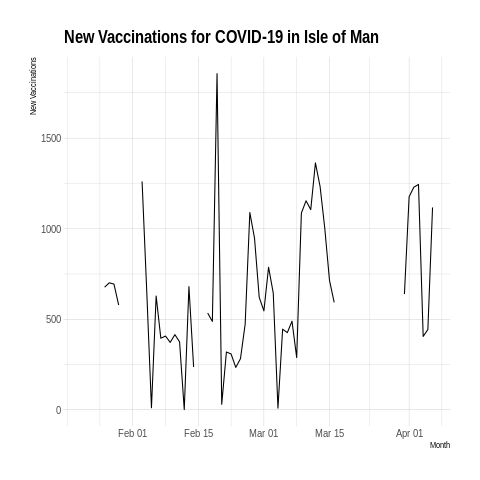 New Vaccinations for COVID-19 in Isle of Man
New Vaccinations
1500
1000
500
0
Feb 01 Feb 15 Mar 01 Mar 15 Apr 01
Month